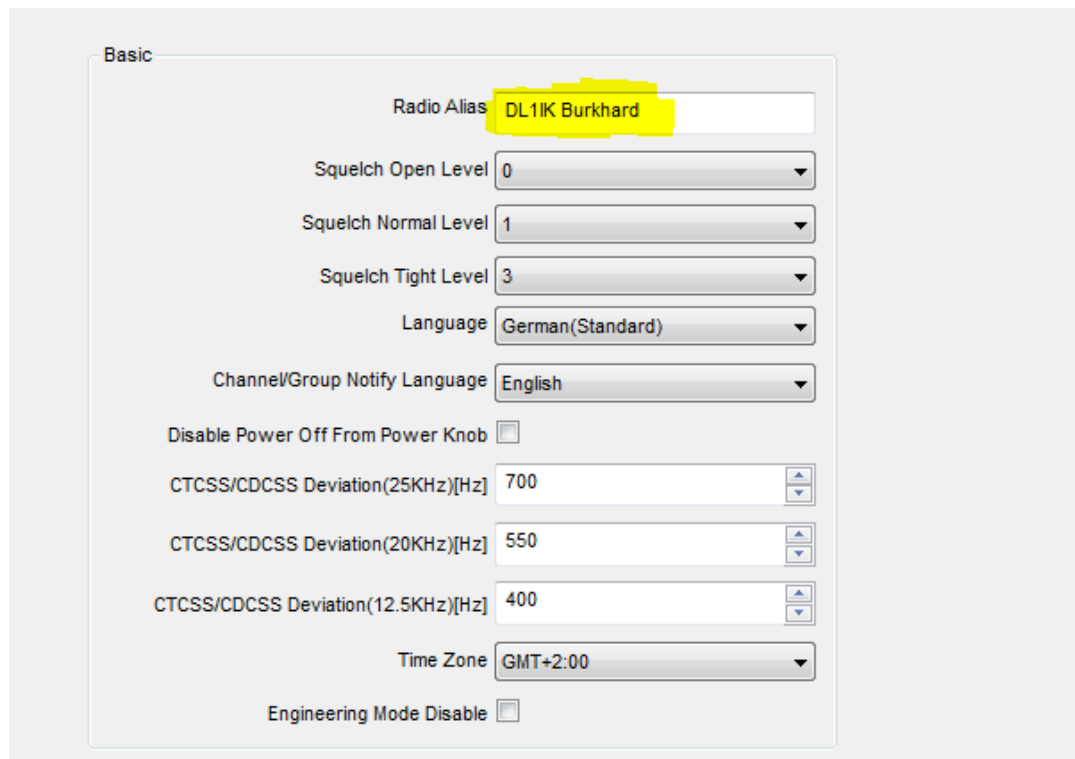 Basic
Radio Alias DL1IK Burkhard
Squelch Open Level 0
Squelch Normal Level 1
Squelch Tight Level 3
Language German(Standard)
Channel/Group Notify Language English
Disable Power Off From Power Knob
CTCSS/CDCSS Deviation(25KHz)[Hz] 700
CTCSS/CDCSS Deviation(20KHz)[Hz] 550
CTCSS/CDCSS Deviation(12.5KHz)[Hz] 400
Time Zone GMT+2:00
Engineering Mode Disable